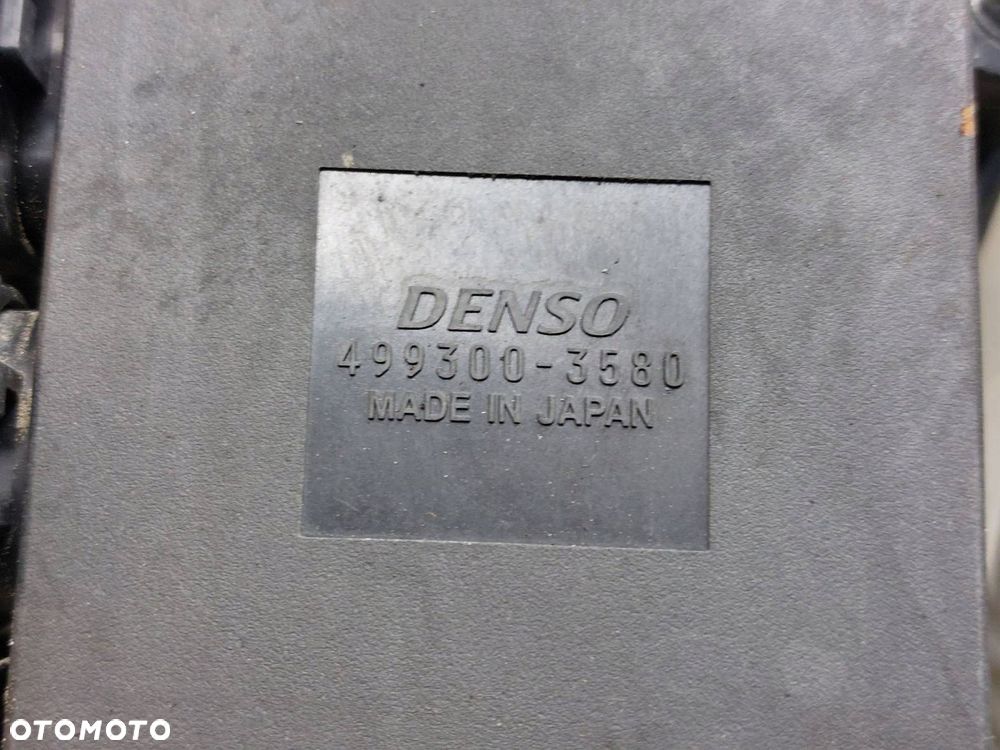 DENSO
499300-3580
MADE IN JAPAN
OTOMOTO